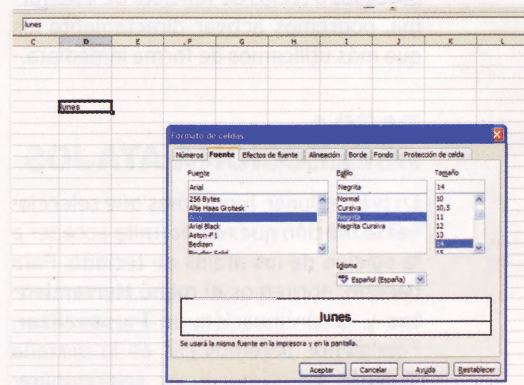 lunes
C D E F G H I J K L
lunes
Formato de celdas
Números Fuente Efectos de fuente Alineación Borde Fondo Protección de celda
Fuente Estilo Tamaño
Arial Negrita 14
256 Bytes Normal 10
Alte Haas Grotesk Cursiva 10,5
Arial Negrita 11
Arial Black Negrita Cursiva 12
Aston-F1 13
Bedizen 14
15
Idioma
Español (España)
lunes
Se usará la misma fuente en la impresora y en la pantalla.
Aceptar Cancelar Ayuda Restablecer